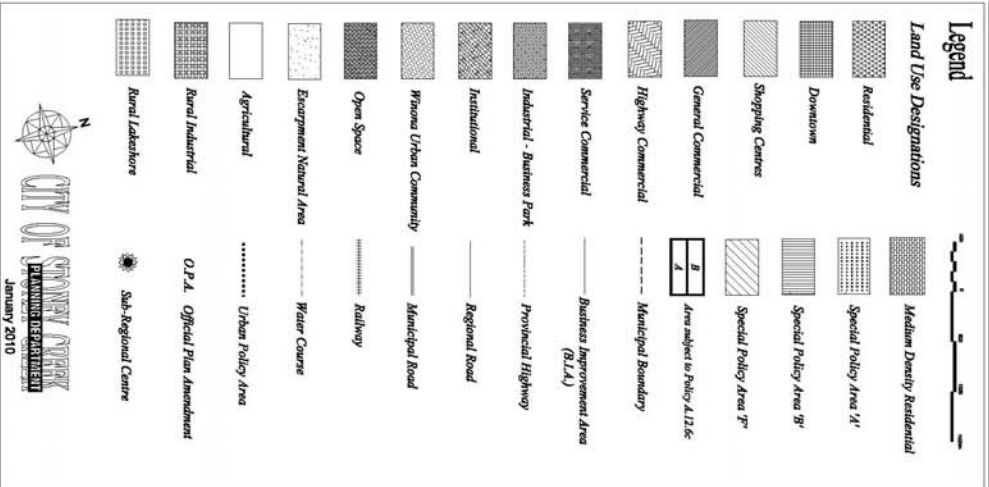 Legend
Land Use Designations
Residential
Downtown
Shopping Centres
General Commercial
Highway Commercial
Service Commercial
Industrial - Business Park
Institutional
Winona Urban Community
Open Space
Escarpment Natural Area
Agricultural
Rural Industrial
Rural Lakeshore
Medium Density Residential
Special Policy Area 'A'
Special Policy Area 'B'
Special Policy Area 'F'
B
A
Area subject to Policy A.12.6c
Municipal Boundary
Business Improvement Area
(B.I.A.)
Provincial Highway
Regional Road
Municipal Road
Railway
Water Course
Urban Policy Area
O.P.A. Official Plan Amendment
Sub-Regional Centre
N
CITY OF STONEY CREEK
PLANNING DEPARTMENT
January 2010